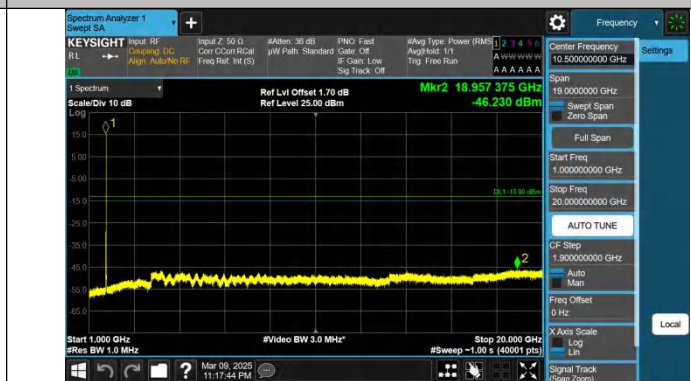 Spectrum Analyzer 1
Swept SA
Frequency
KEYSIGHT
RL
Input: RF
Coupling: DC
Align: Auto/No RF
Input Z: 50 Ω
Corr CCorr RCal
Freq Ref: Int (S)
#Atten: 36 dB
µW Path: Standard
PNO: Fast
Gate: Off
IF Gain: Low
Sig Track: Off
#Avg Type: Power (RMS)
Avg|Hold: 1/1
Trig: Free Run
1 2 3 4 5 6
A W W W W W
A A A A A A
1 Spectrum
Scale/Div 10 dB
Log
Ref Lvl Offset 1.70 dB
Ref Level 25.00 dBm
Mkr2 18.957 375 GHz
-46.230 dBm
1
15.0
5.00
-5.00
-15.0
DL1 -13.00 dBm
-25.0
-35.0
-45.0
2
-55.0
-65.0
Start 1.000 GHz
#Res BW 1.0 MHz
#Video BW 3.0 MHz*
Stop 20.000 GHz
#Sweep ~1.00 s (40001 pts)
Mar 09, 2025
11:17:44 PM
Center Frequency
10.500000000 GHz
Settings
Span
19.0000000 GHz
Swept Span
Zero Span
Full Span
Start Freq
1.000000000 GHz
Stop Freq
20.000000000 GHz
AUTO TUNE
CF Step
1.900000000 GHz
Auto
Man
Freq Offset
0 Hz
X Axis Scale
Log
Lin
Local
Signal Track
(Span Zoom)